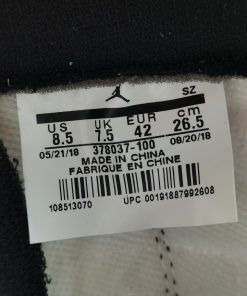 SZ
US UK EUR cm
8.5 7.5 42 26.5
05/21/18 378037-100 08/20/18
MADE IN CHINA
FABRIQUE EN CHINE
108513070 UPC 00191887992608